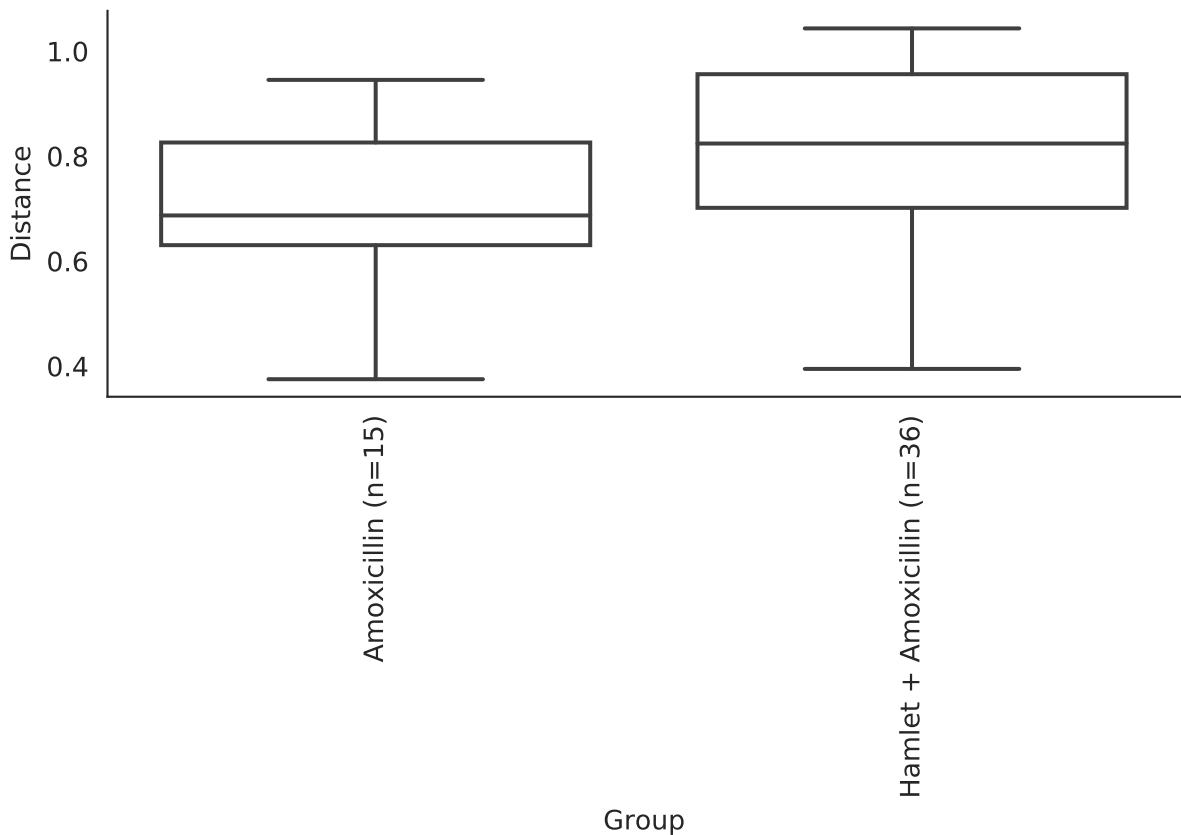 1.0
0.8
0.6
0.4
Distance
Amoxicillin (n=15)
Hamlet + Amoxicillin (n=36)
Group